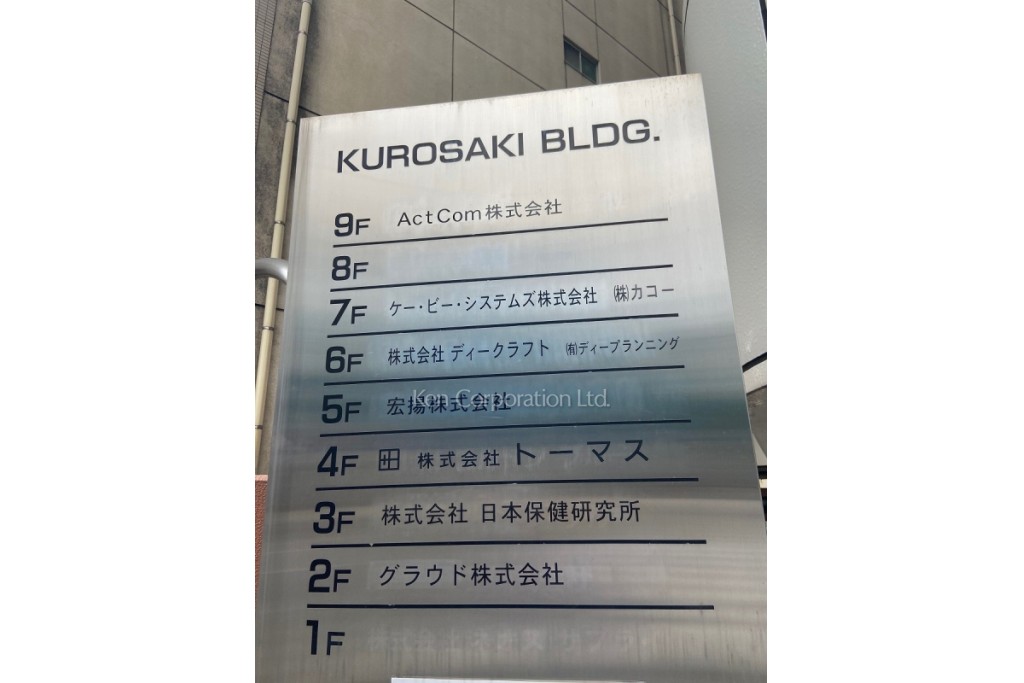 KUROSAKI BLDG.
9F ActCom株式会社
8F
7F ケー・ビー・システムズ株式会社 ㈱カコー
6F 株式会社 ディークラフト ㈲ディープランニング
5F 宏揚株式会社
Kon Corporation Ltd.
4F 株式会社 トーマス
3F 株式会社 日本保健研究所
2F グラウド株式会社
1F